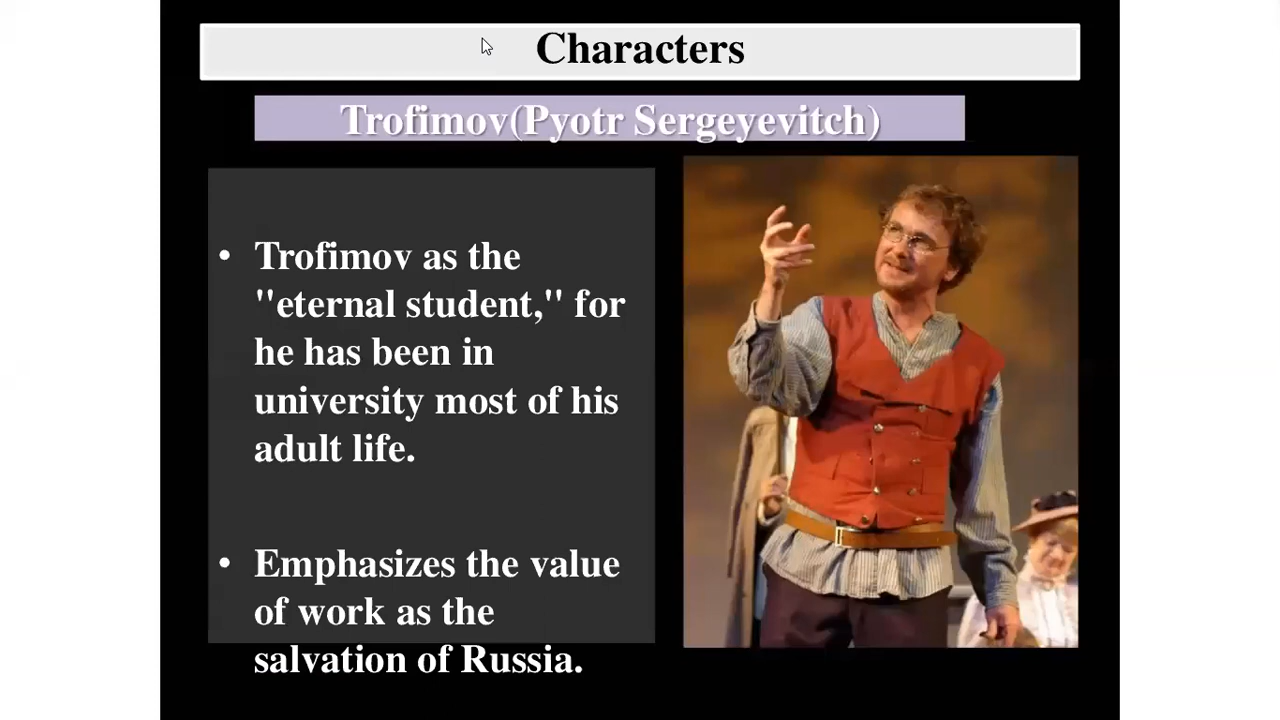 Characters
Trofimov(Pyotr Sergeyevitch)
• Trofimov as the
"eternal student," for
he has been in
university most of his
adult life.
• Emphasizes the value
of work as the
salvation of Russia.